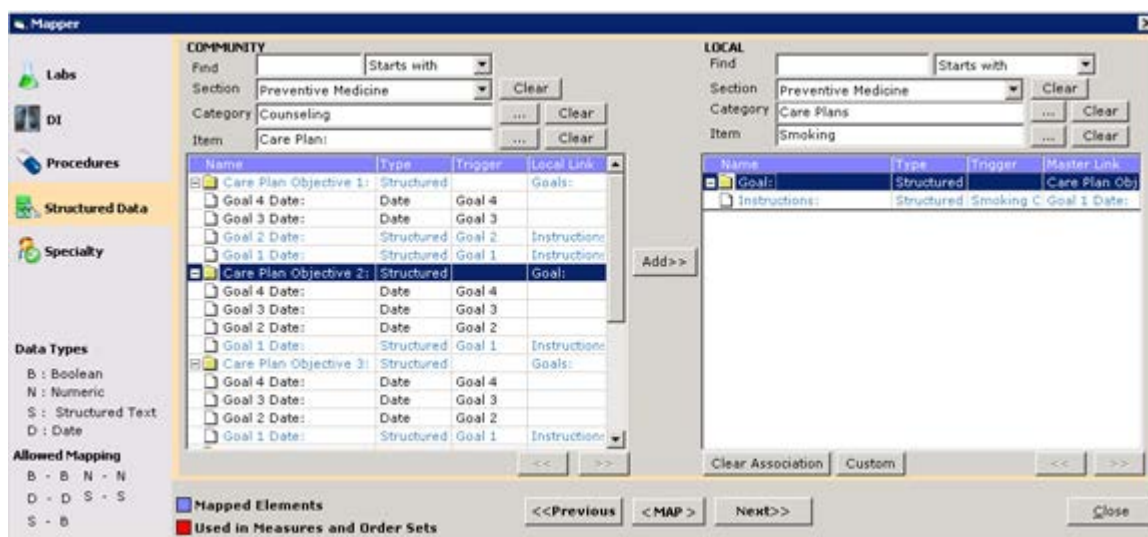 Mapper
COMMUNITY
Find Starts with
Section Preventive Medicine Clear
Category Counseling ... Clear
Item Care Plan: ... Clear
Name Type Trigger Local Link
Care Plan Objective 1: Structured Goals:
Goal 4 Date: Date Goal 4
Goal 3 Date: Date Goal 3
Goal 2 Date: Structured Goal 2 Instructions
Goal 1 Date: Structured Goal 1 Instructions
Care Plan Objective 2: Structured Goal:
Goal 4 Date: Date Goal 4
Goal 3 Date: Date Goal 3
Goal 2 Date: Date Goal 2
Goal 1 Date: Structured Goal 1 Instructions
Care Plan Objective 3: Structured Goals:
Goal 4 Date: Date Goal 4
Goal 3 Date: Date Goal 3
Goal 2 Date: Date Goal 2
Goal 1 Date: Structured Goal 1 Instructions
<< >>
Add>>
LOCAL
Find Starts with
Section Preventive Medicine Clear
Category Care Plans ... Clear
Item Smoking ... Clear
Name Type Trigger Master Link
Goal: Structured Care Plan Obj
Instructions: Structured Smoking C Goal 1 Date:
Clear Association Custom << >>
Labs
DI
Procedures
Structured Data
Specialty
Data Types
B : Boolean
N : Numeric
S : Structured Text
D : Date
Allowed Mapping
B - B N - N
D - D S - S
S - B
Mapped Elements
Used in Measures and Order Sets
<<Previous < MAP > Next>> Close